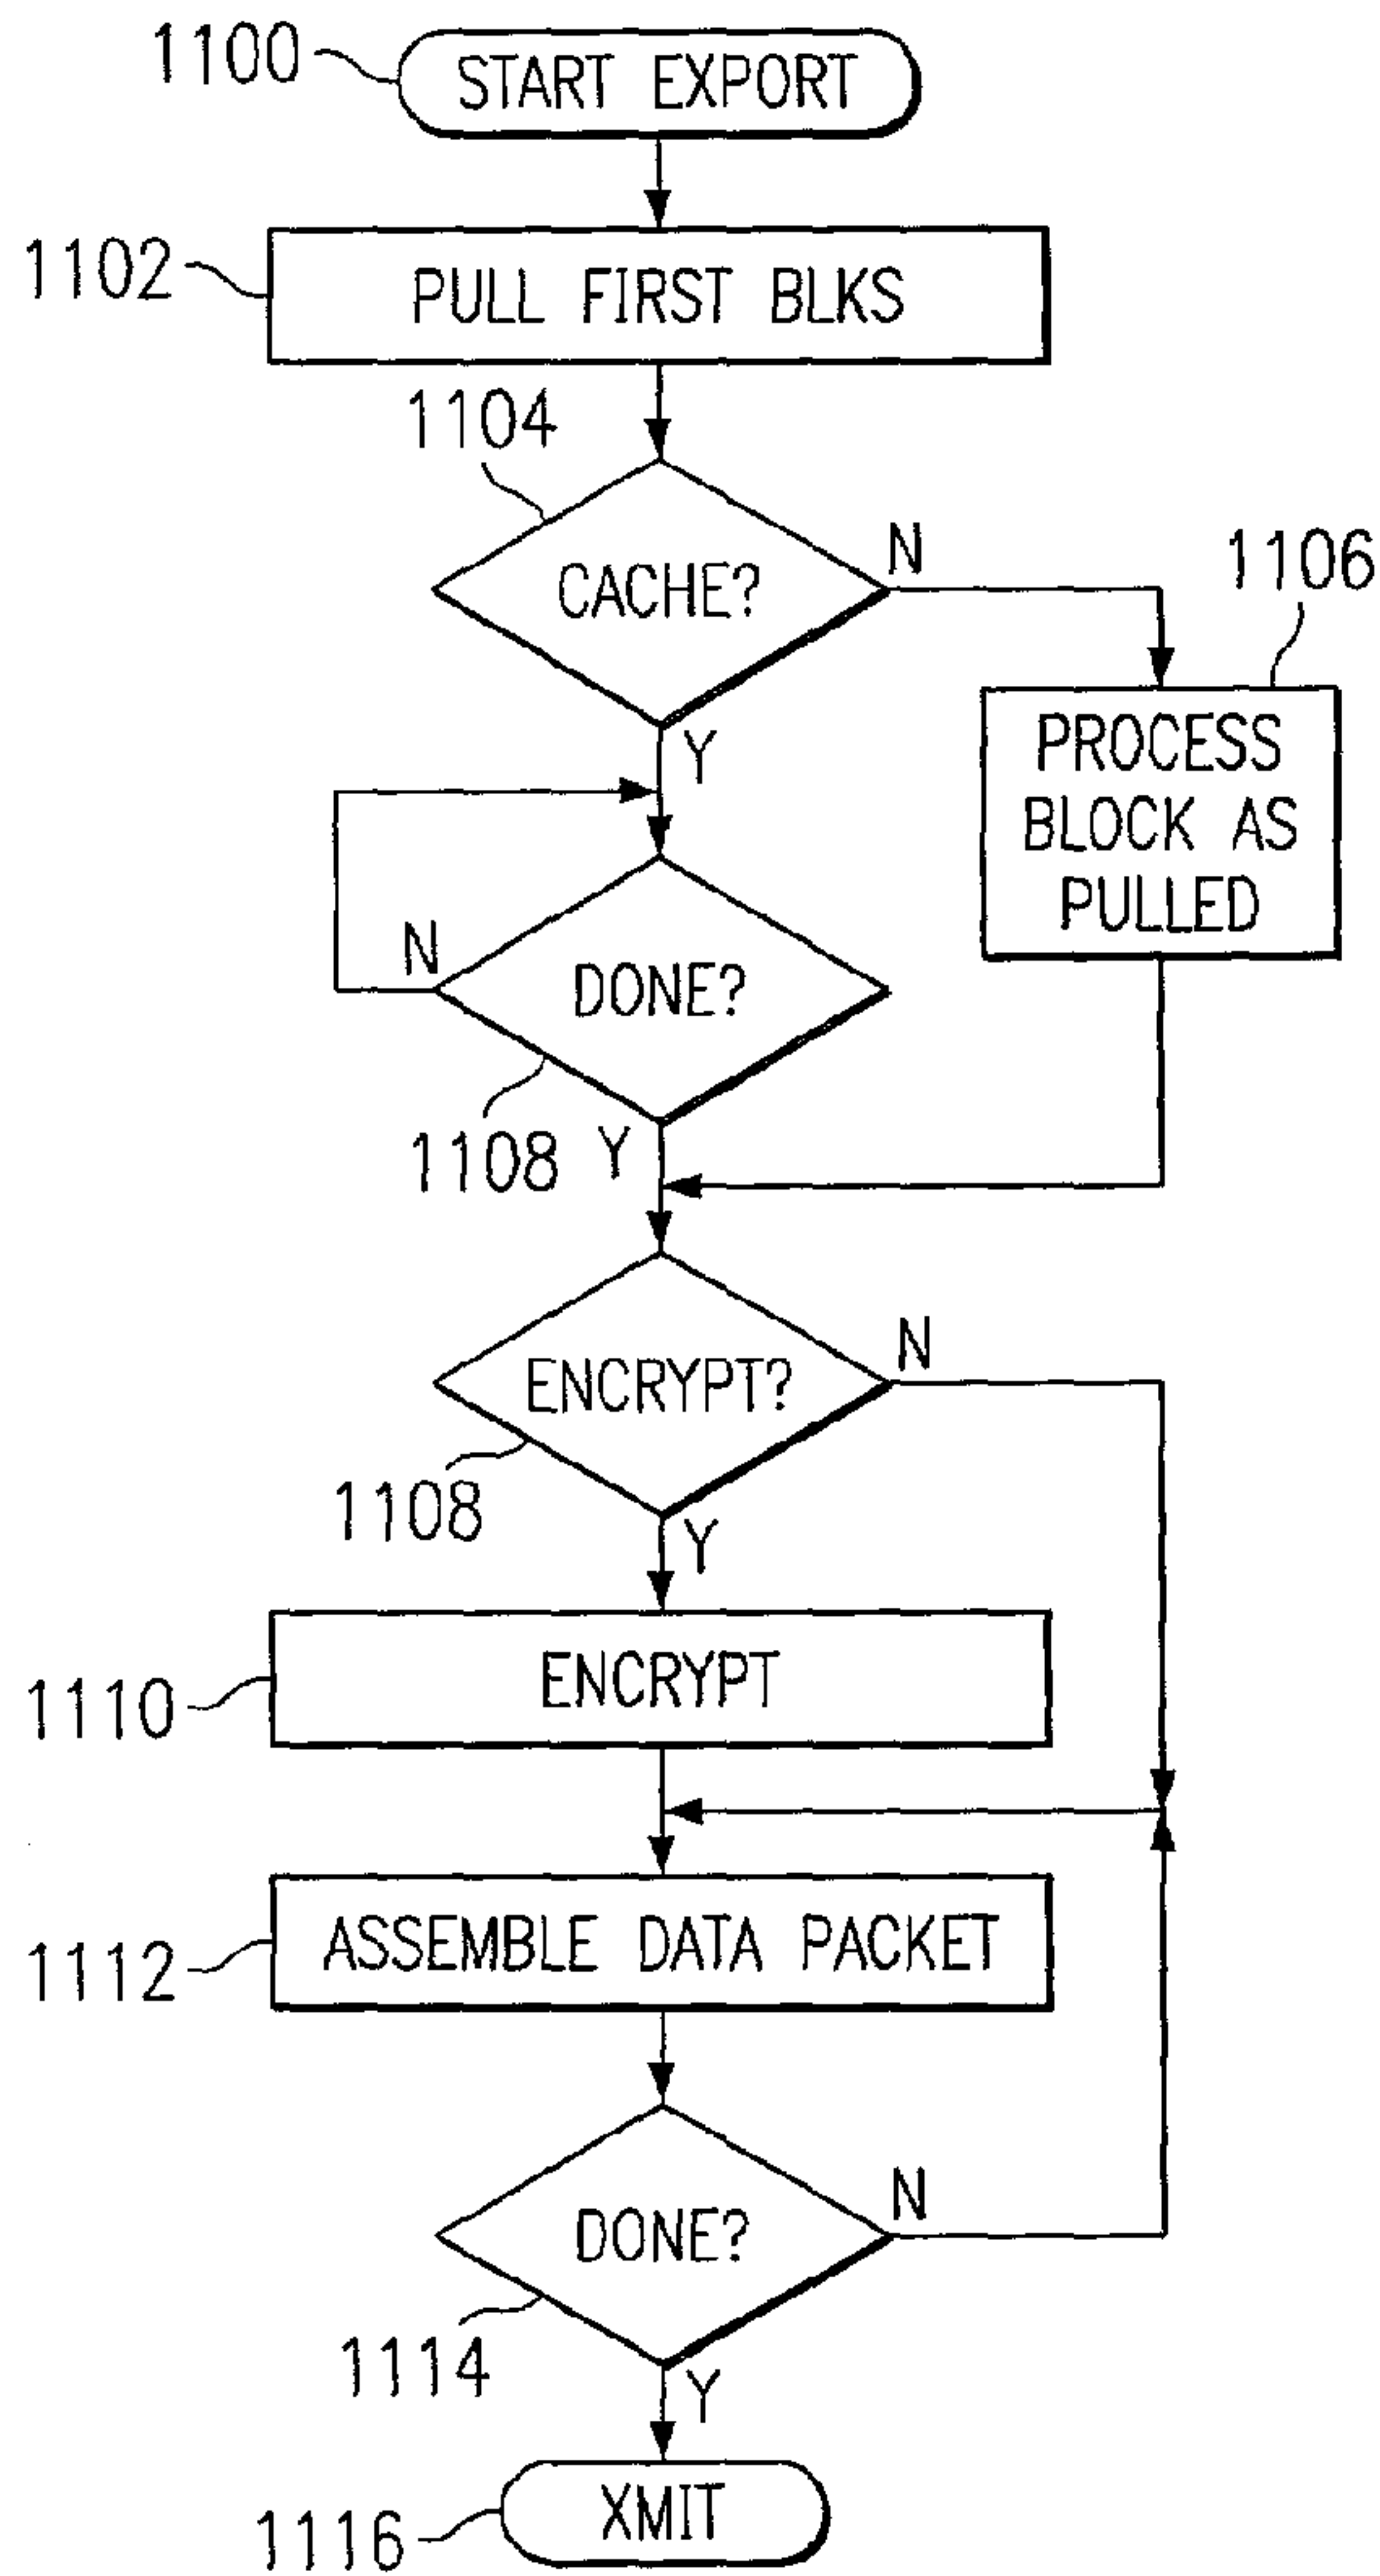 1100
START EXPORT
1102
PULL FIRST BLKS
1104
CACHE?
N
Y
1106
PROCESS
BLOCK AS
PULLED
N
DONE?
1108
Y
ENCRYPT?
N
1108
Y
1110
ENCRYPT
1112
ASSEMBLE DATA PACKET
DONE?
N
1114
Y
1116
XMIT